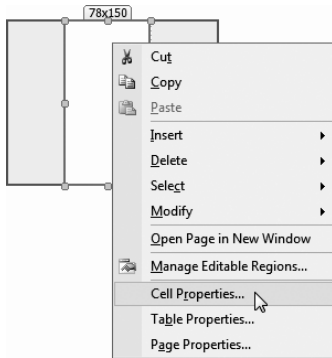 78x150
Cut
Copy
Paste
Insert
Delete
Select
Modify
Open Page in New Window
Manage Editable Regions...
Cell Properties...
Table Properties...
Page Properties...